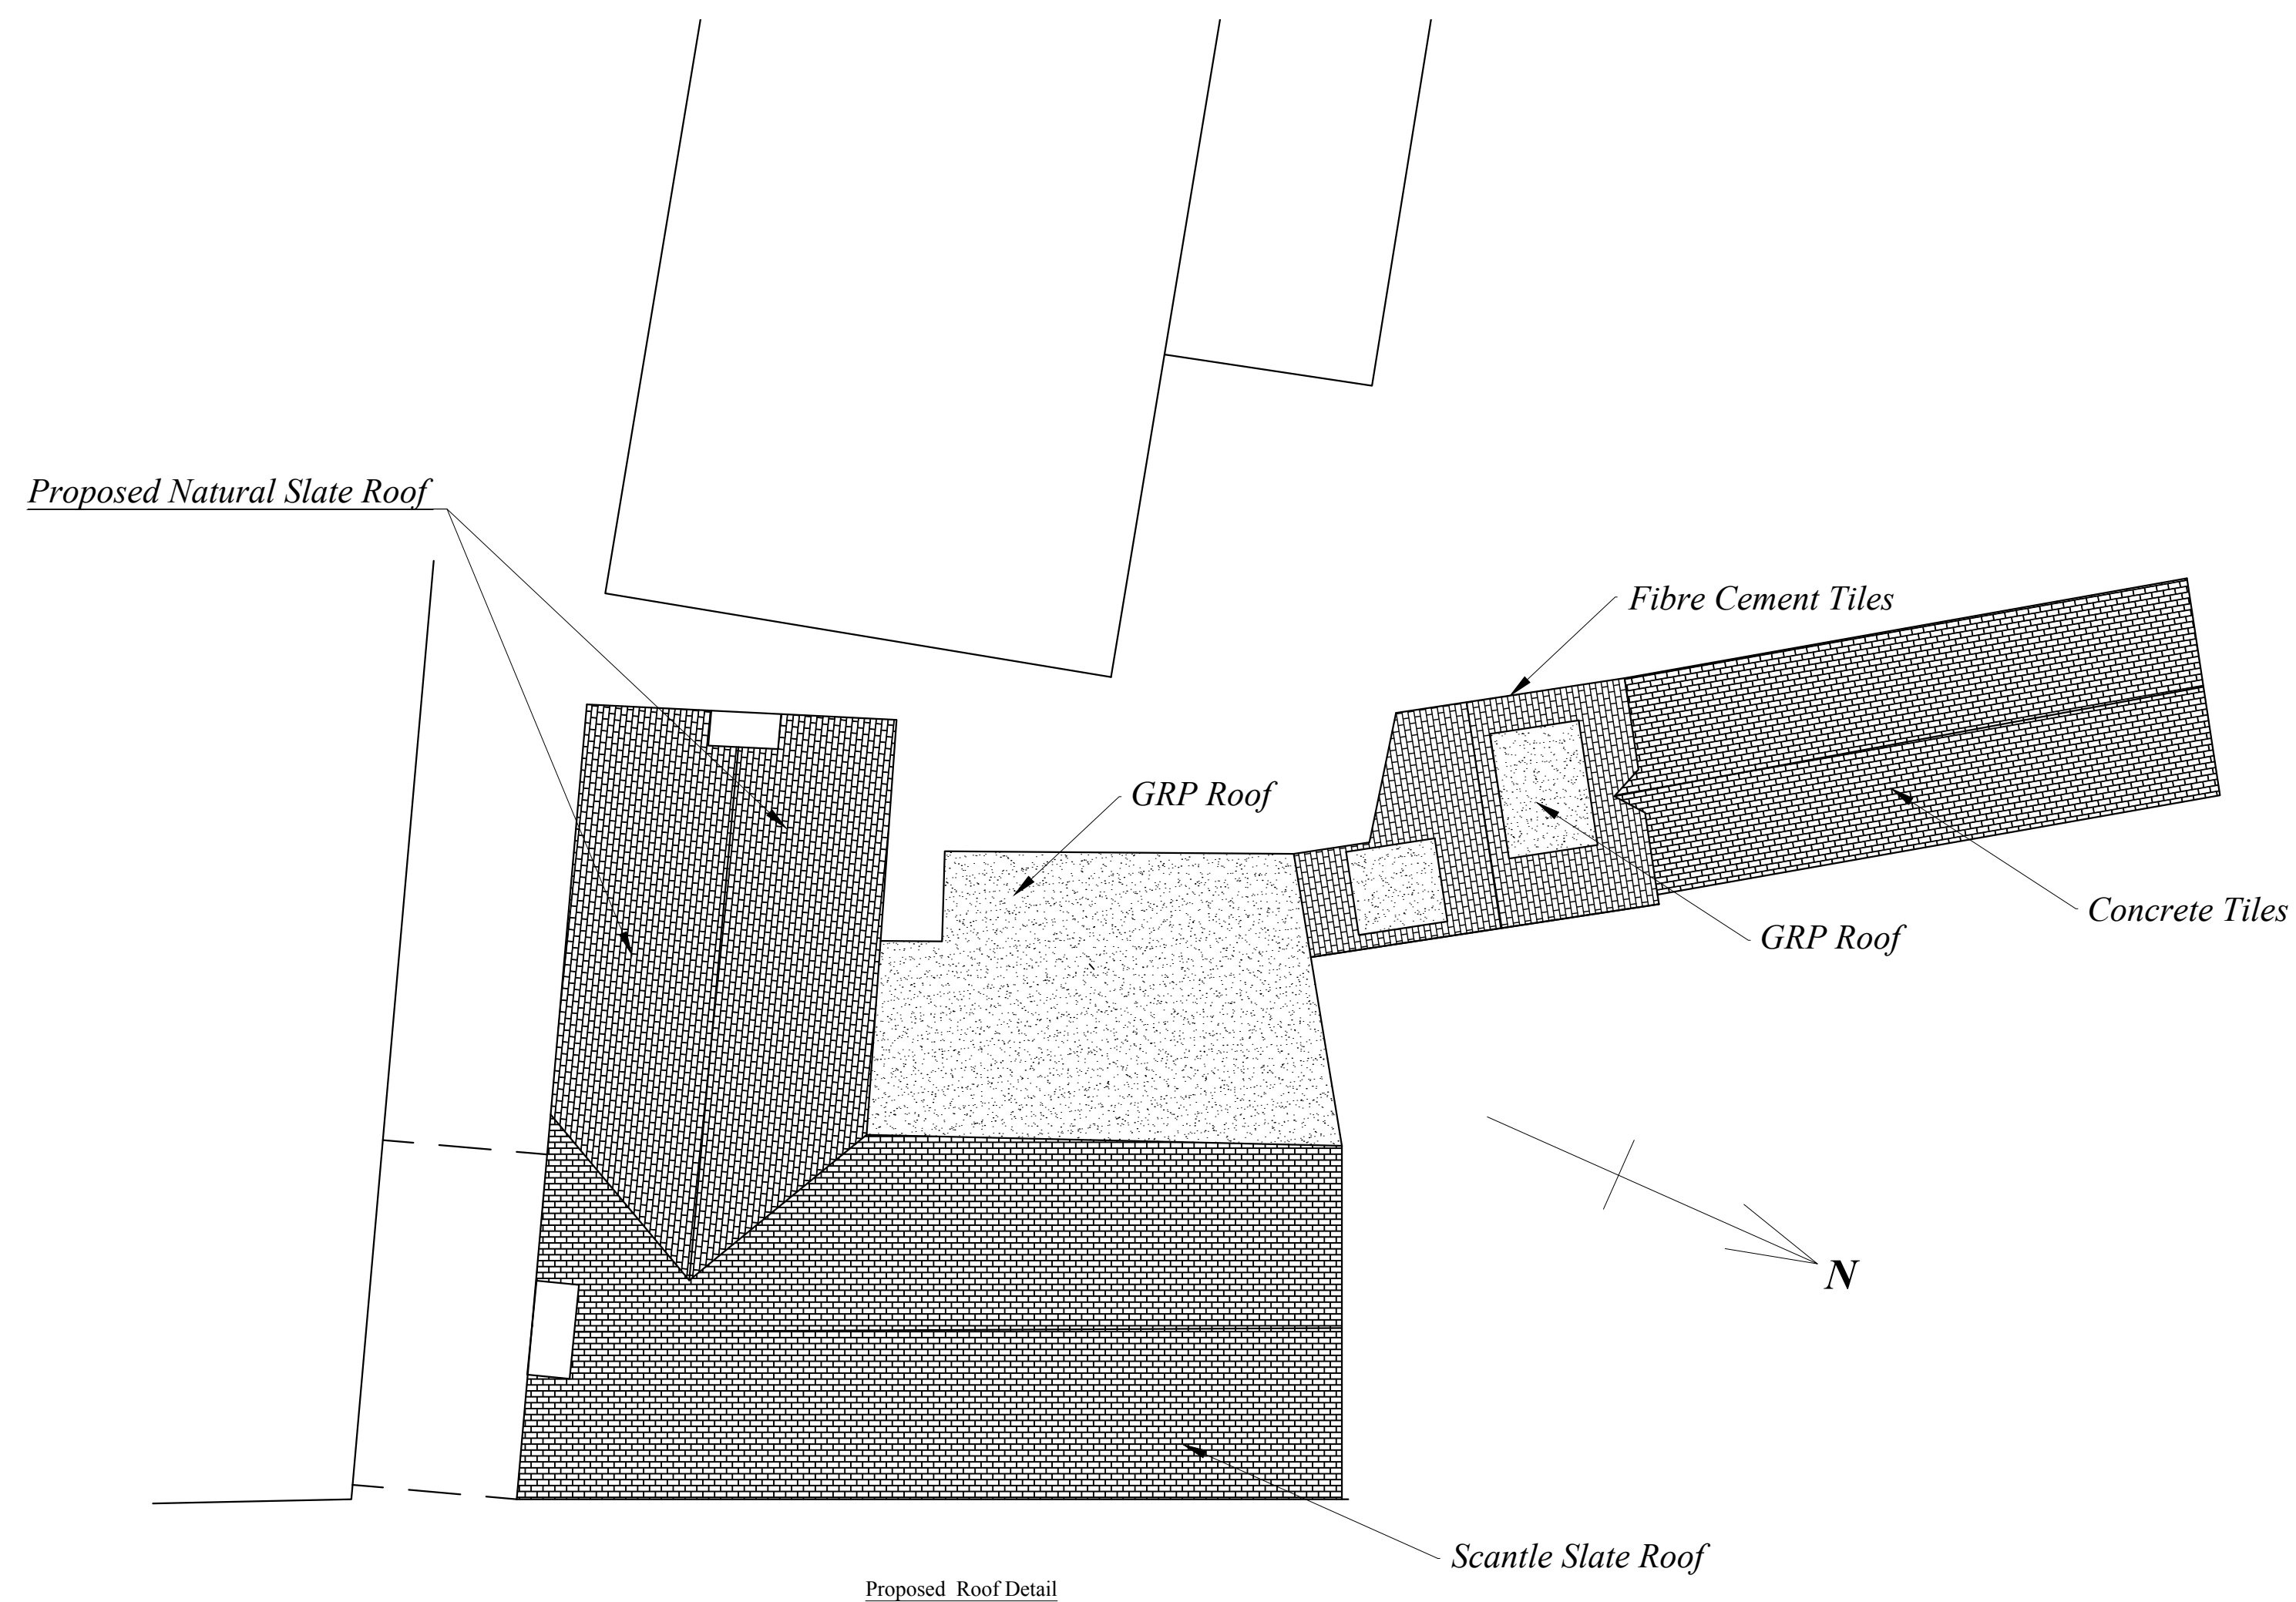 Proposed Natural Slate Roof
Fibre Cement Tiles
GRP Roof
Concrete Tiles
GRP Roof
N
Scantle Slate Roof
Proposed Roof Detail